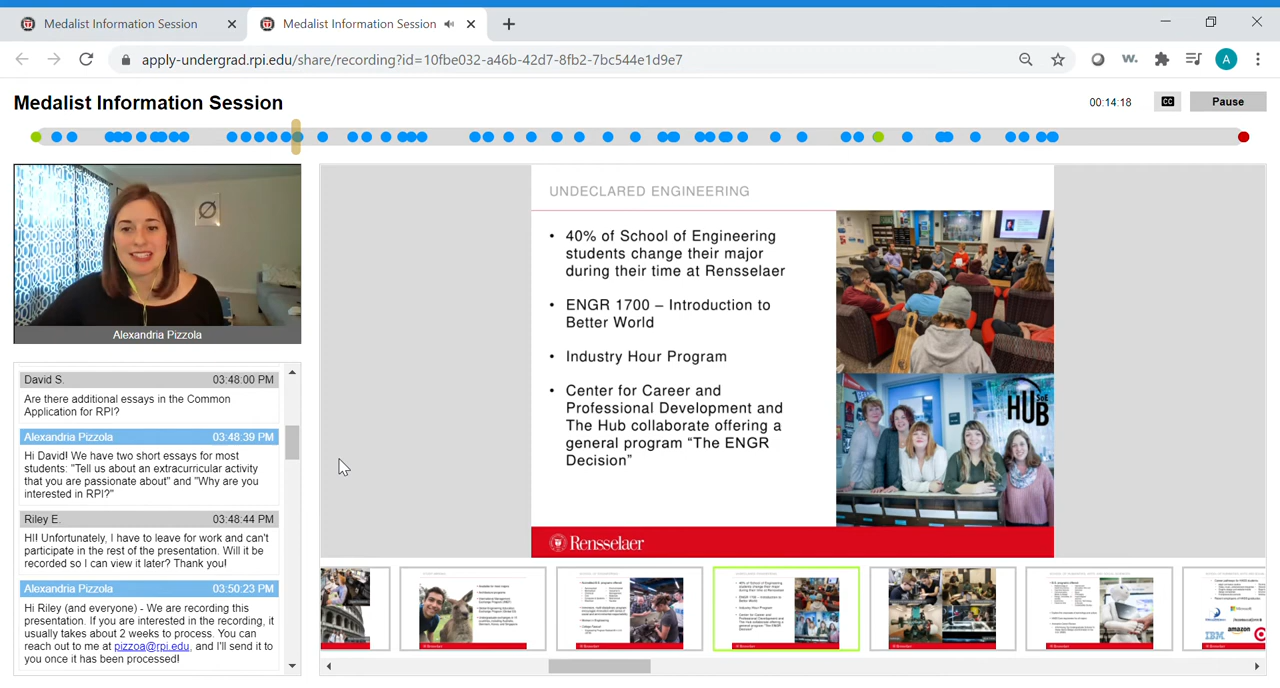 Medalist Information Session
Medalist Information Session
apply-undergrad.rpi.edu/share/recording?id=10fbe032-a46b-42d7-8fb2-7bc544e1d9e7
w.
A
Medalist Information Session
00:14:18
CC
Pause
Alexandria Pizzola
David S. 03:48:00 PM
Are there additional essays in the Common
Application for RPI?
Alexandria Pizzola 03:48:39 PM
Hi David! We have two short essays for most
students: "Tell us about an extracurricular activity
that you are passionate about" and "Why are you
interested in RPI?"
Riley E. 03:48:44 PM
HI! Unfortunately, I have to leave for work and can't
participate in the rest of the presentation. Will it be
recorded so I can view it later? Thank you!
Alexandria Pizzola 03:50:23 PM
Hi Riley (and everyone) - We are recording this
presentation. If you are interested in the recording, it
usually takes about 2 weeks to process. You can
reach out to me at pizzoa@rpi.edu, and I'll send it to
you once it has been processed!
UNDECLARED ENGINEERING
• 40% of School of Engineering
students change their major
during their time at Rensselaer
• ENGR 1700 – Introduction to
Better World
• Industry Hour Program
• Center for Career and
Professional Development and
The Hub collaborate offering a
general program “The ENGR
Decision”
SoE
HUB
Rensselaer
IBM
Microsoft
amazon